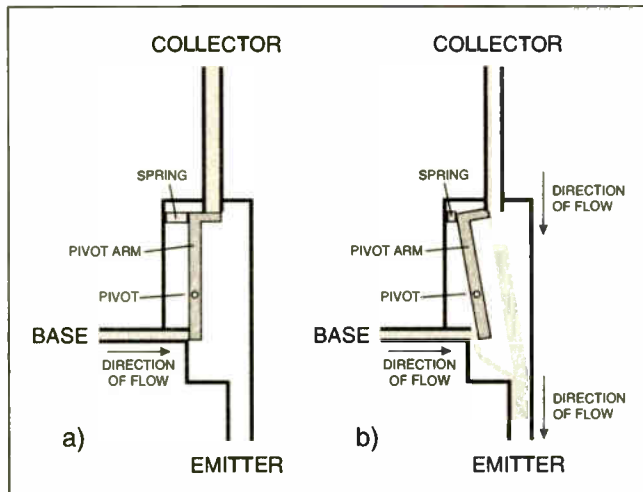 COLLECTOR
SPRING
PIVOT ARM
PIVOT
BASE
DIRECTION
OF FLOW
a)
EMITTER
COLLECTOR
DIRECTION
OF FLOW
SPRING
PIVOT ARM
PIVOT
BASE
DIRECTION
OF FLOW
DIRECTION
OF FLOW
b)
EMITTER